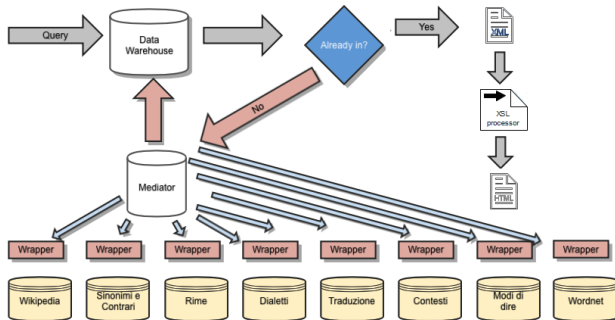 Query
Data
Warehouse
Already in?
Yes
XML
XSL
processor
HTML
No
Mediator
Wrapper
Wrapper
Wrapper
Wrapper
Wrapper
Wrapper
Wrapper
Wrapper
Wikipedia
Sinonimi e
Contrari
Rime
Dialetti
Traduzione
Contesti
Modi di
dire
Wordnet